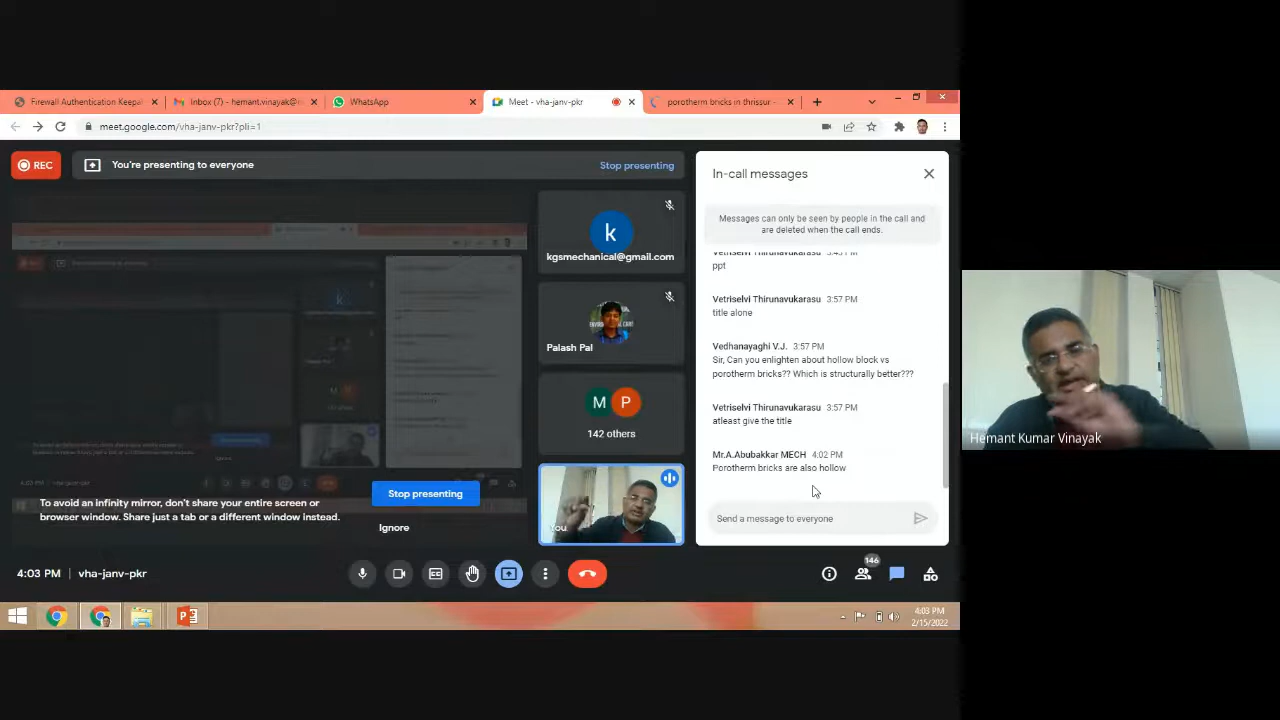 Firewall Authentication Keepal
Inbox (7) - hemant.vinayak@
WhatsApp
Meet - vha-janv-pkr
porotherm bricks in thrissur -
meet.google.com/vha-janv-pkr?pli=1
REC
You're presenting to everyone
Stop presenting
In-call messages
Messages can only be seen by people in the call and
are deleted when the call ends.
Vetriselvi Thirunavukarasu
ppt
Vetriselvi Thirunavukarasu 3:57 PM
title alone
Vedhanayaghi V.J. 3:57 PM
Sir, Can you enlighten about hollow block vs
porotherm bricks?? Which is structurally better???
Vetriselvi Thirunavukarasu 3:57 PM
atleast give the title
Mr.A.Abubakkar MECH 4:02 PM
Porotherm bricks are also hollow
Send a message to everyone
k
kgsmechanical@gmail.com
Palash Pal
M P
142 others
You
To avoid an infinity mirror, don't share your entire screen or
browser window. Share just a tab or a different window instead.
Stop presenting
Ignore
4:03 PM | vha-janv-pkr
146
4:03 PM
2/15/2022
Hemant Kumar Vinayak